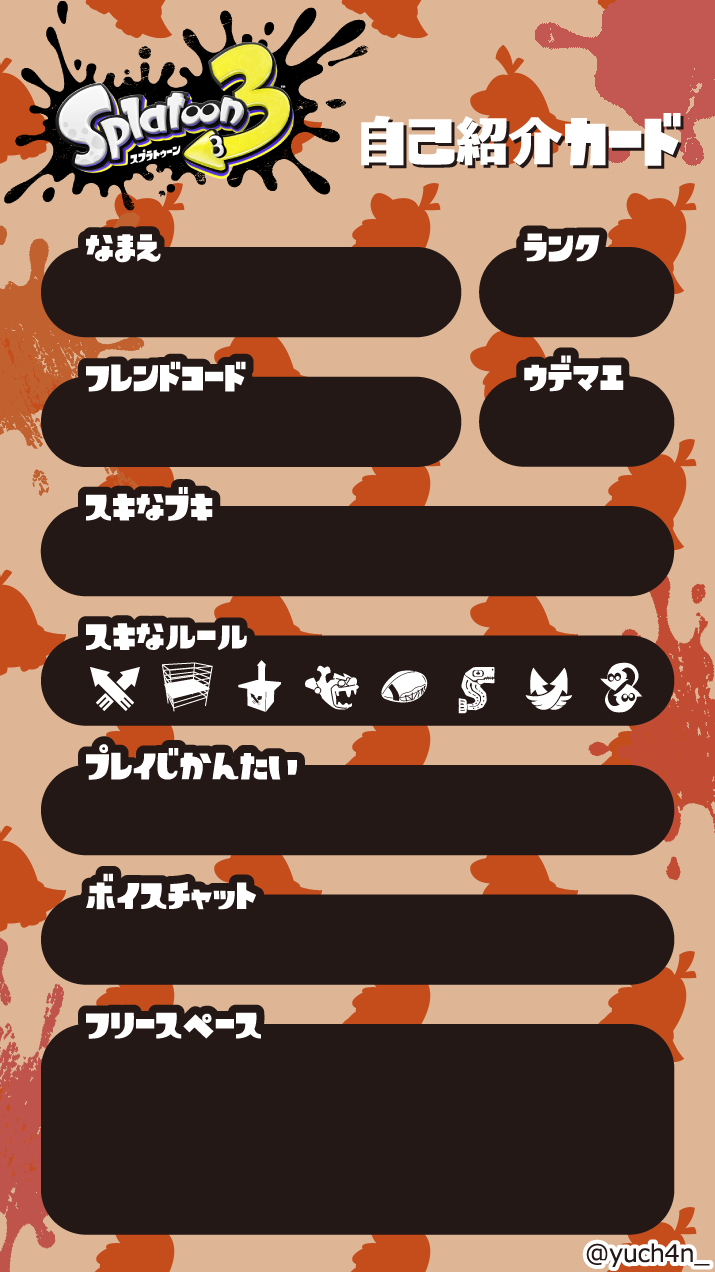 Splatoon 3
スプラトゥーン 3
自己紹介カード
なまえ
ランク
フレンドコード
ウデマエ
スキなブキ
スキなルール
プレイじかんたい
ボイスチャット
フリースペース
@yuch4n_